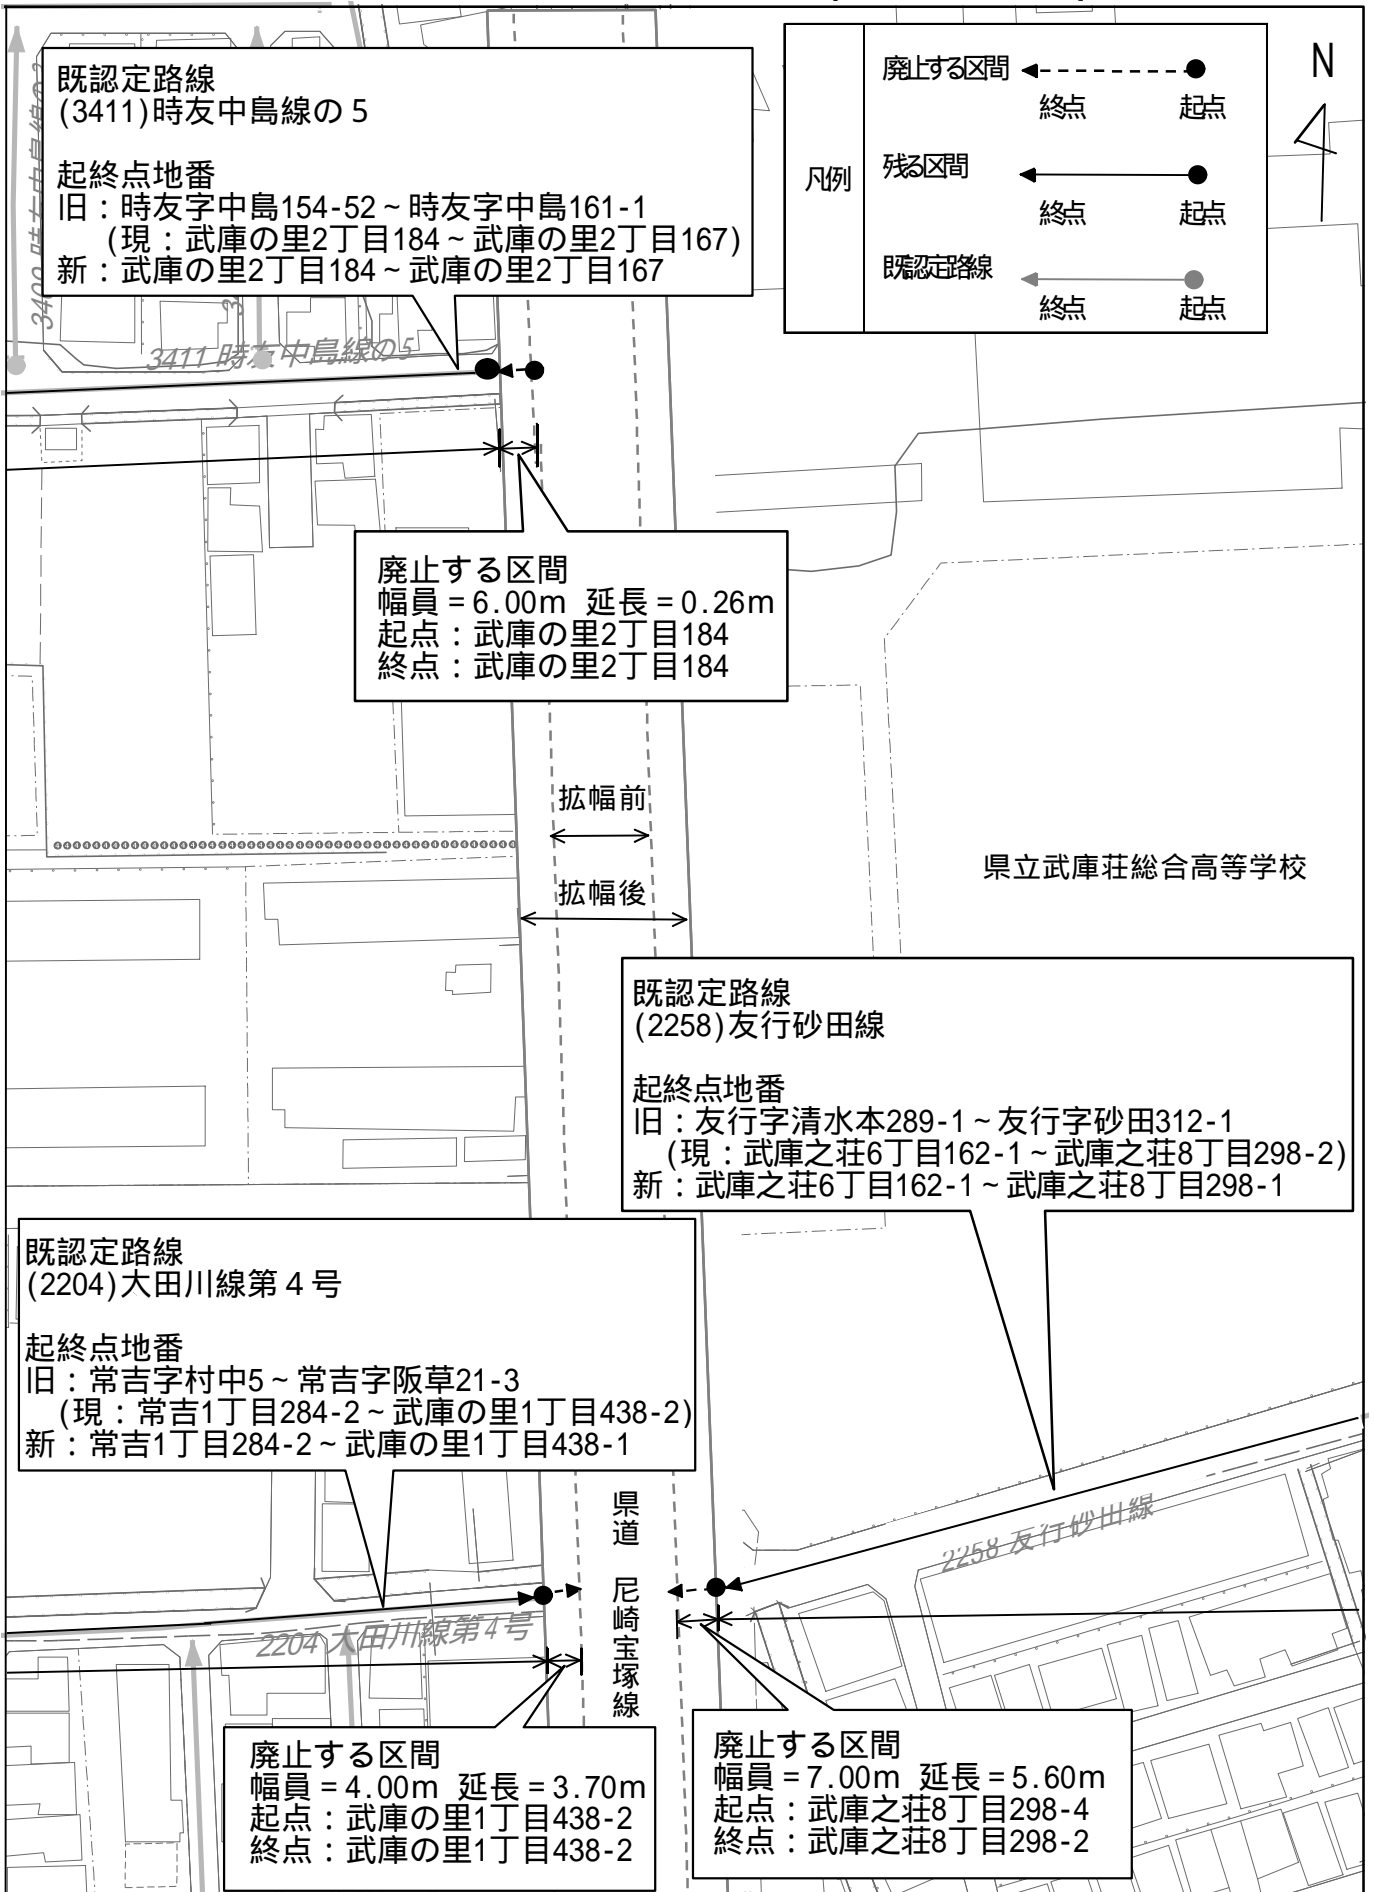 既認定路線
(3411)時友中島線の5
起終点地番
旧：時友字中島154-52～時友字中島161-1
(現：武庫の里2丁目184～武庫の里2丁目167)
新：武庫の里2丁目184～武庫の里2丁目167
凡例
廃止する区間
終点 起点
残る区間
終点 起点
既認定路線
終点 起点
N
3411 時友中島線の5
廃止する区間
幅員=6.00m 延長=0.26m
起点：武庫の里2丁目184
終点：武庫の里2丁目184
拡幅前
拡幅後
県立武庫荘総合高等学校
既認定路線
(2258)友行砂田線
起終点地番
旧：友行字清水本289-1～友行字砂田312-1
(現：武庫之荘6丁目162-1～武庫之荘8丁目298-2)
新：武庫之荘6丁目162-1～武庫之荘8丁目298-1
既認定路線
(2204)大田川線第4号
起終点地番
旧：常吉字村中5～常吉字阪草21-3
(現：常吉1丁目284-2～武庫の里1丁目438-2)
新：常吉1丁目284-2～武庫の里1丁目438-1
県道 尼崎宝塚線
2258 友行砂田線
2204 大田川線第4号
廃止する区間
幅員=4.00m 延長=3.70m
起点：武庫の里1丁目438-2
終点：武庫の里1丁目438-2
廃止する区間
幅員=7.00m 延長=5.60m
起点：武庫之荘8丁目298-4
終点：武庫之荘8丁目298-2